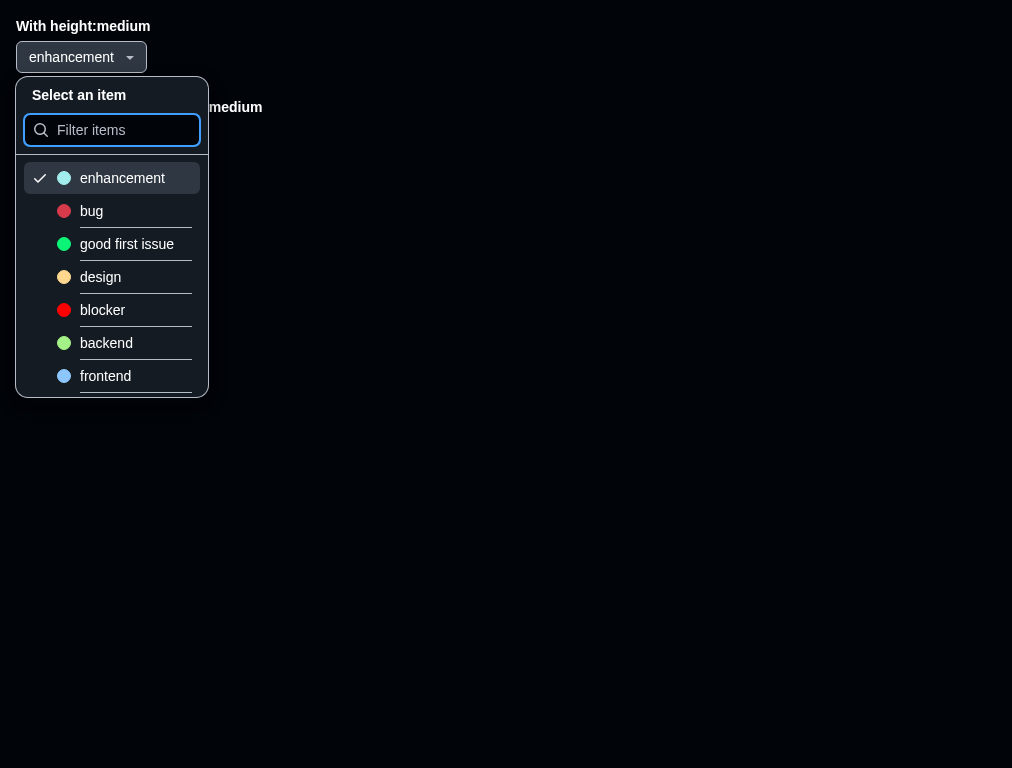 With height:medium
enhancement
Select an item
medium
Filter items
enhancement
bug
good first issue
design
blocker
backend
frontend